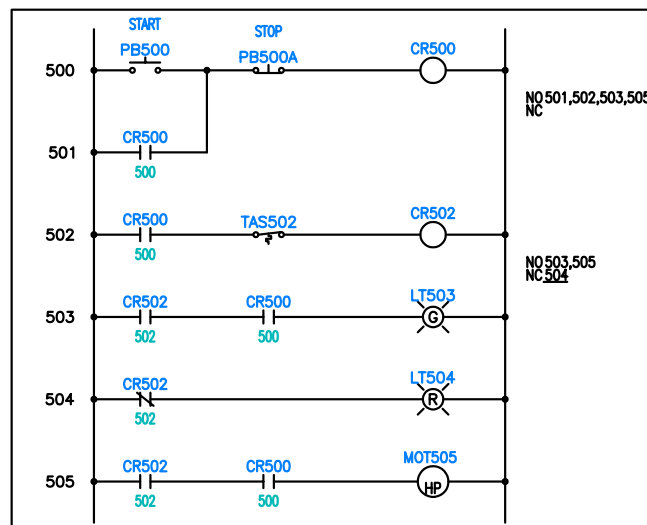 START STOP
PB500 PB500A CR500
500
NO 501,502,503,505
NC
CR500
501
500
CR500 TAS502 CR502
502
500
NO 503,505
NC 504
CR502 CR500 LT503
503 G
502 500
CR502 LT504
504 R
502
CR502 CR500 MOT505
505 HP
502 500